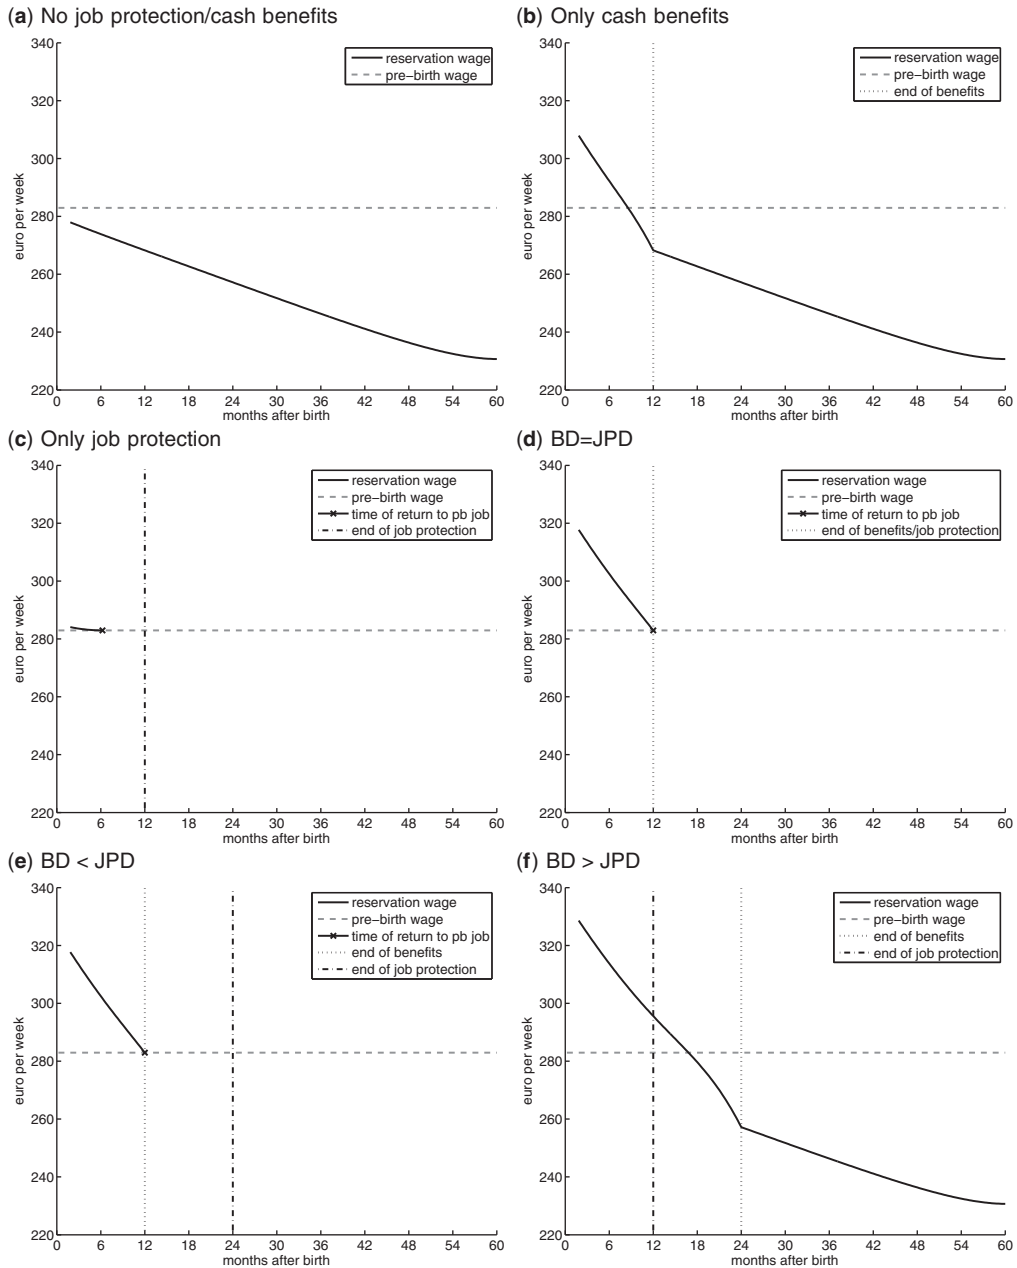 (a) No job protection/cash benefits
340
320
300
280
260
240
220
0 6 12 18 24 30 36 42 48 54 60
months after birth
euro per week
reservation wage
pre−birth wage
(b) Only cash benefits
340
320
300
280
260
240
220
0 6 12 18 24 30 36 42 48 54 60
months after birth
euro per week
reservation wage
pre−birth wage
end of benefits
(c) Only job protection
340
320
300
280
260
240
220
0 6 12 18 24 30 36 42 48 54 60
months after birth
euro per week
reservation wage
pre−birth wage
time of return to pb job
end of job protection
(d) BD=JPD
340
320
300
280
260
240
220
0 6 12 18 24 30 36 42 48 54 60
months after birth
euro per week
reservation wage
pre−birth wage
time of return to pb job
end of benefits/job protection
(e) BD < JPD
340
320
300
280
260
240
220
0 6 12 18 24 30 36 42 48 54 60
months after birth
euro per week
reservation wage
pre−birth wage
time of return to pb job
end of benefits
end of job protection
(f) BD > JPD
340
320
300
280
260
240
220
0 6 12 18 24 30 36 42 48 54 60
months after birth
euro per week
reservation wage
pre−birth wage
end of benefits
end of job protection